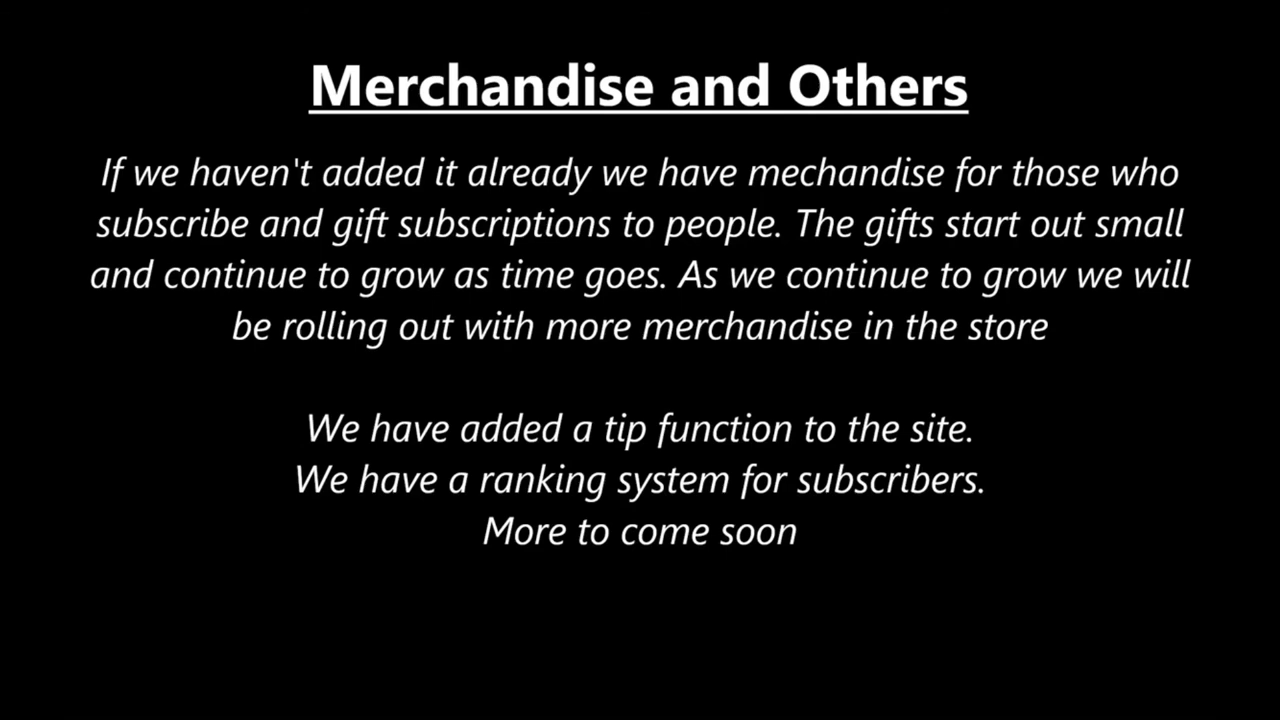 Merchandise and Others
If we haven't added it already we have mechandise for those who
subscribe and gift subscriptions to people. The gifts start out small
and continue to grow as time goes. As we continue to grow we will
be rolling out with more merchandise in the store
We have added a tip function to the site.
We have a ranking system for subscribers.
More to come soon